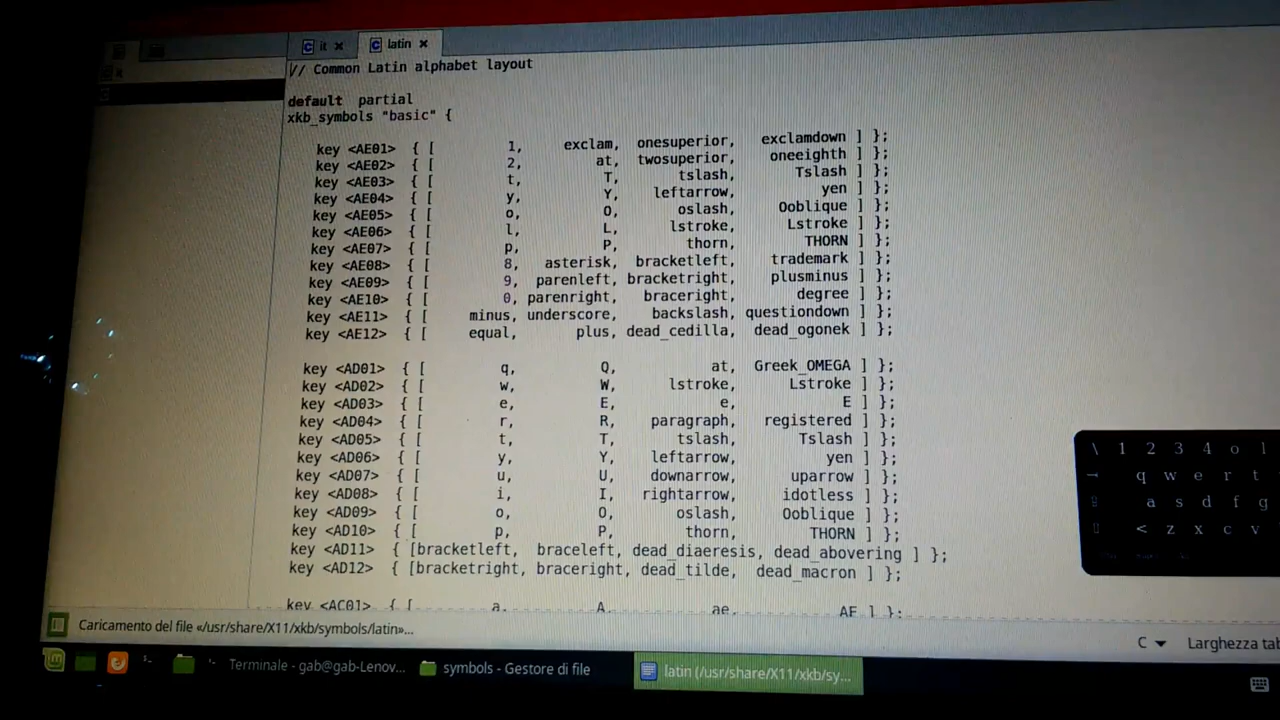 it × latin ×
// Common Latin alphabet layout
default partial
xkb_symbols "basic" {
key <AE01> { [ 1, exclam, onesuperior, exclamdown ] };
key <AE02> { [ 2, at, twosuperior, oneeighth ] };
key <AE03> { [ t, T, tslash, Tslash ] };
key <AE04> { [ y, Y, leftarrow, yen ] };
key <AE05> { [ o, O, oslash, Ooblique ] };
key <AE06> { [ l, L, lstroke, Lstroke ] };
key <AE07> { [ p, P, thorn, THORN ] };
key <AE08> { [ 8, asterisk, bracketleft, trademark ] };
key <AE09> { [ 9, parenleft, bracketright, plusminus ] };
key <AE10> { [ 0, parenright, braceright, degree ] };
key <AE11> { [ minus, underscore, backslash, questiondown ] };
key <AE12> { [ equal, plus, dead_cedilla, dead_ogonek ] };
key <AD01> { [ q, Q, at, Greek_OMEGA ] };
key <AD02> { [ w, W, lstroke, Lstroke ] };
key <AD03> { [ e, E, e, E ] };
key <AD04> { [ r, R, paragraph, registered ] };
key <AD05> { [ t, T, tslash, Tslash ] };
key <AD06> { [ y, Y, leftarrow, yen ] };
key <AD07> { [ u, U, downarrow, uparrow ] };
key <AD08> { [ i, I, rightarrow, idotless ] };
key <AD09> { [ o, O, oslash, Ooblique ] };
key <AD10> { [ p, P, thorn, THORN ] };
key <AD11> { [bracketleft, braceleft, dead_diaeresis, dead_abovering ] };
key <AD12> { [bracketright, braceright, dead_tilde, dead_macron ] };
key <AC01> { [ a, A, ae, AE ] };
\ 1 2 3 4 o l
q w e r t
a s d f g
< z x c v
Caricamento del file «/usr/share/X11/xkb/symbols/latin»...
C Larghezza tab
Terminale - gab@gab-Lenov... symbols - Gestore di file latin (/usr/share/X11/xkb/sy...